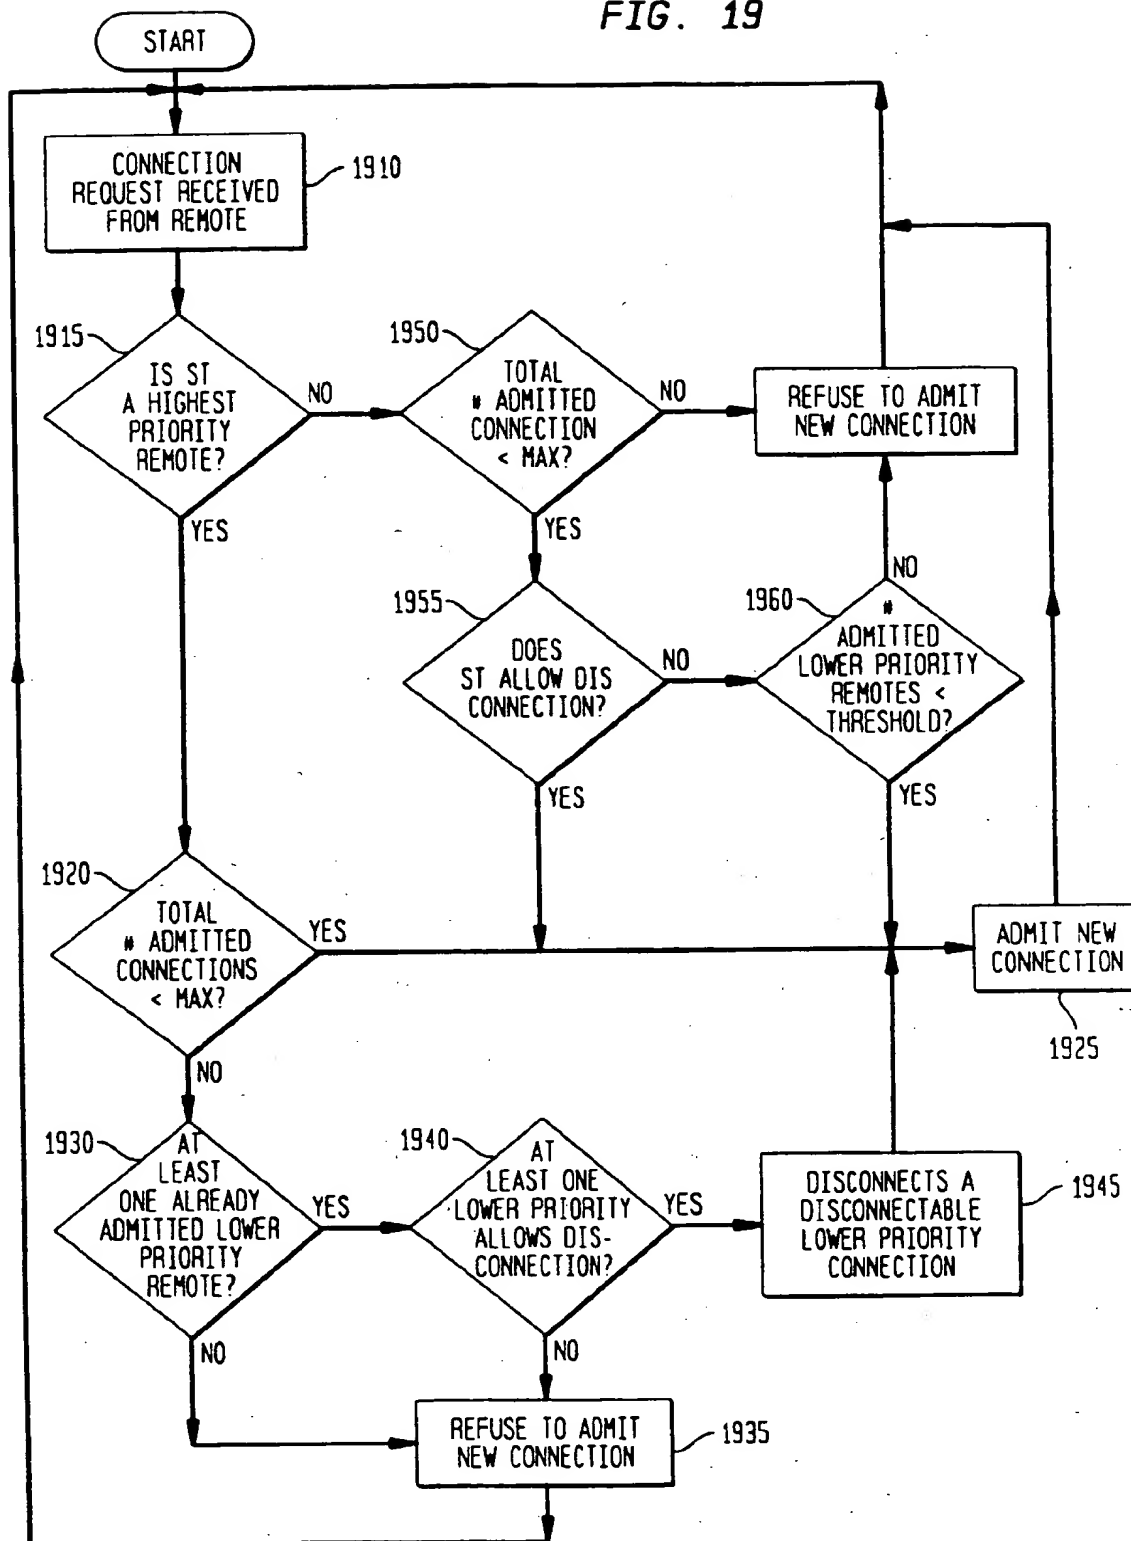 FIG. 19
START
CONNECTION
REQUEST RECEIVED
FROM REMOTE
1910
1915
IS ST
A HIGHEST
PRIORITY
REMOTE?
NO
YES
1950
TOTAL
# ADMITTED
CONNECTION
< MAX?
NO
YES
REFUSE TO ADMIT
NEW CONNECTION
1955
DOES
ST ALLOW DIS
CONNECTION?
NO
YES
1960
NO
#
ADMITTED
LOWER PRIORITY
REMOTES <
THRESHOLD?
YES
1920
TOTAL
# ADMITTED
CONNECTIONS
< MAX?
YES
NO
ADMIT NEW
CONNECTION
1925
1930
AT
LEAST
ONE ALREADY
ADMITTED LOWER
PRIORITY
REMOTE?
YES
NO
1940
AT
LEAST ONE
LOWER PRIORITY
ALLOWS DIS-
CONNECTION?
YES
NO
DISCONNECTS A
DISCONNECTABLE
LOWER PRIORITY
CONNECTION
1945
REFUSE TO ADMIT
NEW CONNECTION
1935